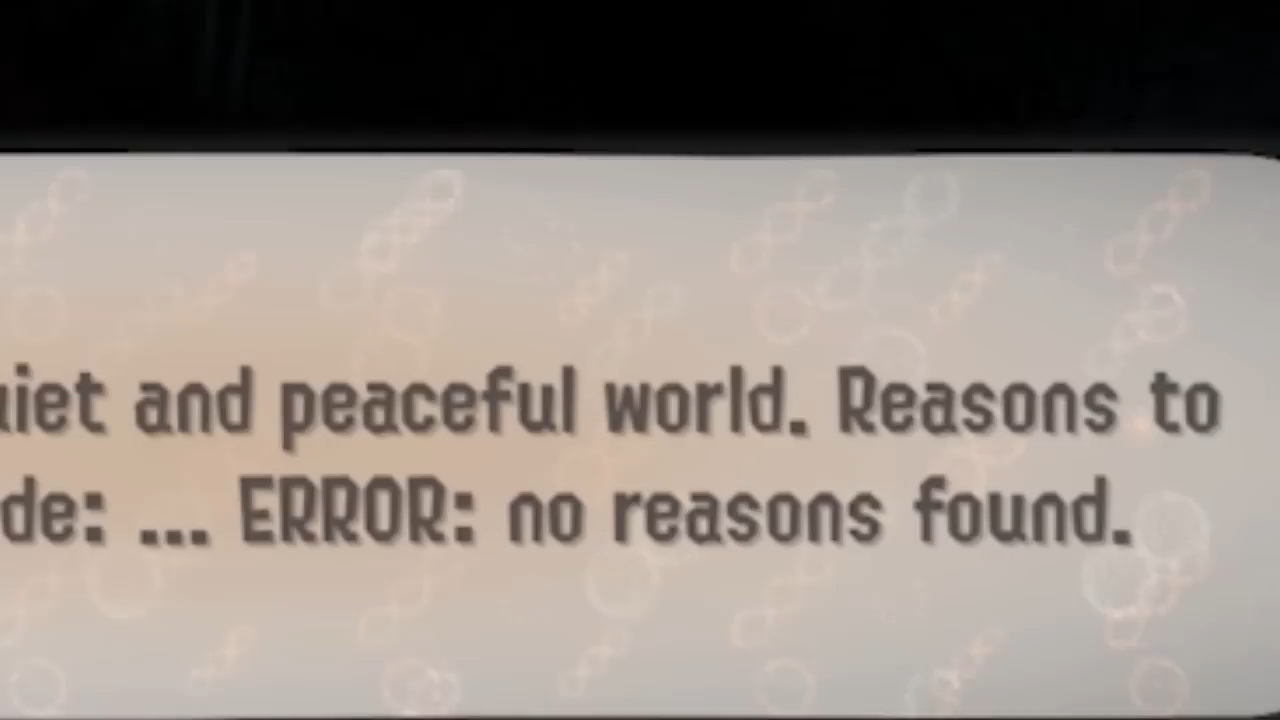 and peaceful world. Reasons to
... ERROR: no reasons found.